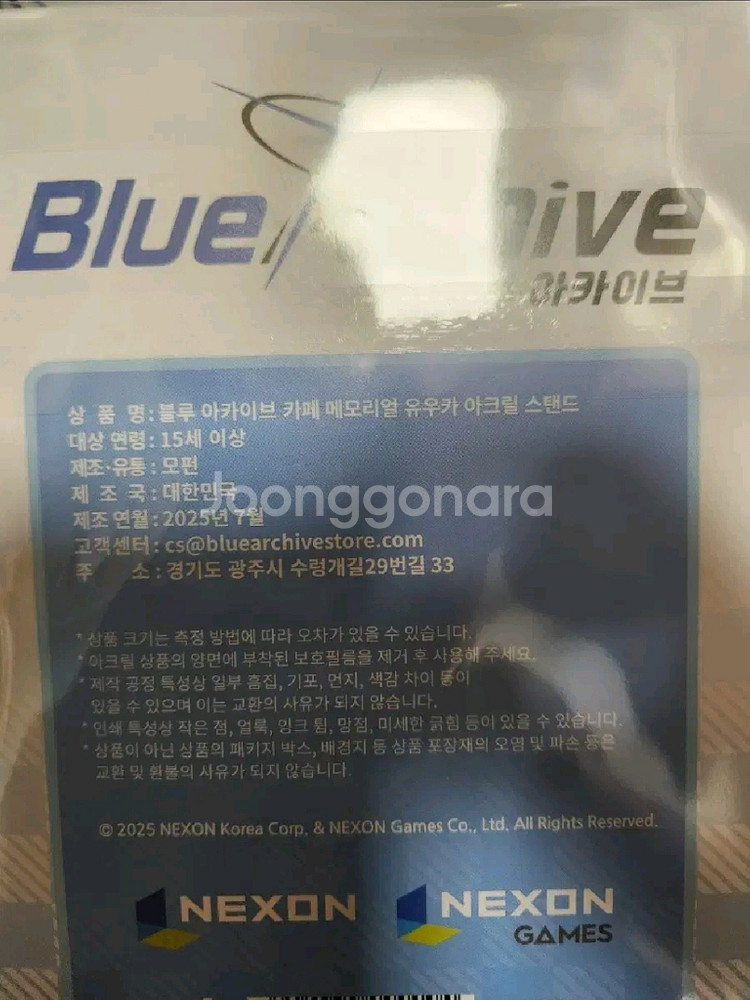 Blue hive
아카이브
상 품 명 : 블루 아카이브 카페 메모리얼 유우카 아크릴 스탠드
대상 연령 : 15세 이상
제조·유통 : 모펀
제 조 국 : 대한민국
Joonggonara
제조 연월 : 2025년 7월
고객센터 : cs@bluearchivestore.com
주 소 : 경기도 광주시 수렁개길29번길 33
* 상품 크기는 측정 방법에 따라 오차가 있을 수 있습니다.
* 아크릴 상품의 양면에 부착된 보호필름을 제거 후 사용해 주세요.
* 제작 공정 특성상 일부 흠집, 기포, 먼지, 색감 차이 등이
있을 수 있으며 이는 교환의 사유가 되지 않습니다.
* 인쇄 특성상 작은 점, 얼룩, 잉크 튐, 망점, 미세한 긁힘 등이 있을 수 있습니다.
* 상품이 아닌 상품의 패키지 박스, 배경지 등 상품 포장재의 오염 및 파손 등은
교환 및 환불의 사유가 되지 않습니다.
© 2025 NEXON Korea Corp. & NEXON Games Co., Ltd. All Rights Reserved.
NEXON
NEXON
GAMES